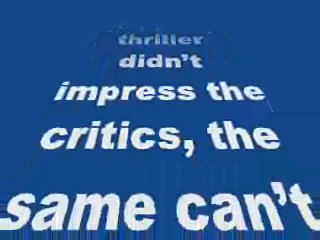 thriller
didn't
impress the
critics, the
same can't